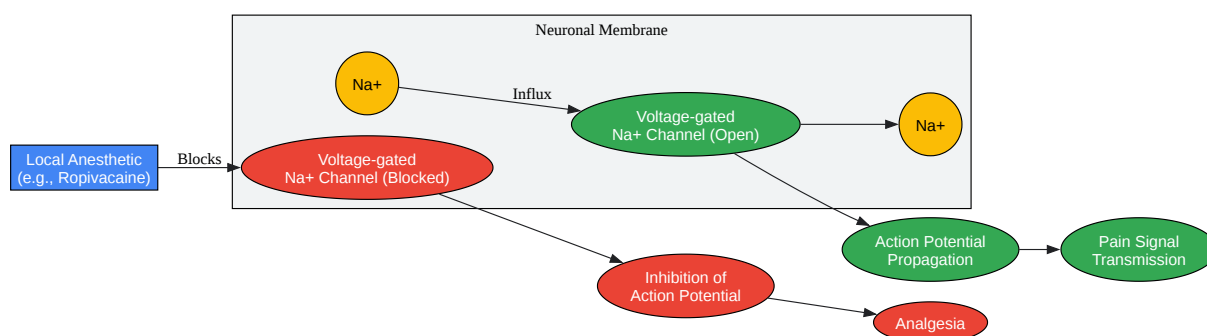 Neuronal Membrane
Na+
Influx
Voltage-gated
Na+ Channel (Open)
Na+
Local Anesthetic
(e.g., Ropivacaine)
Blocks
Voltage-gated
Na+ Channel (Blocked)
Action Potential
Propagation
Pain Signal
Transmission
Inhibition of
Action Potential
Analgesia